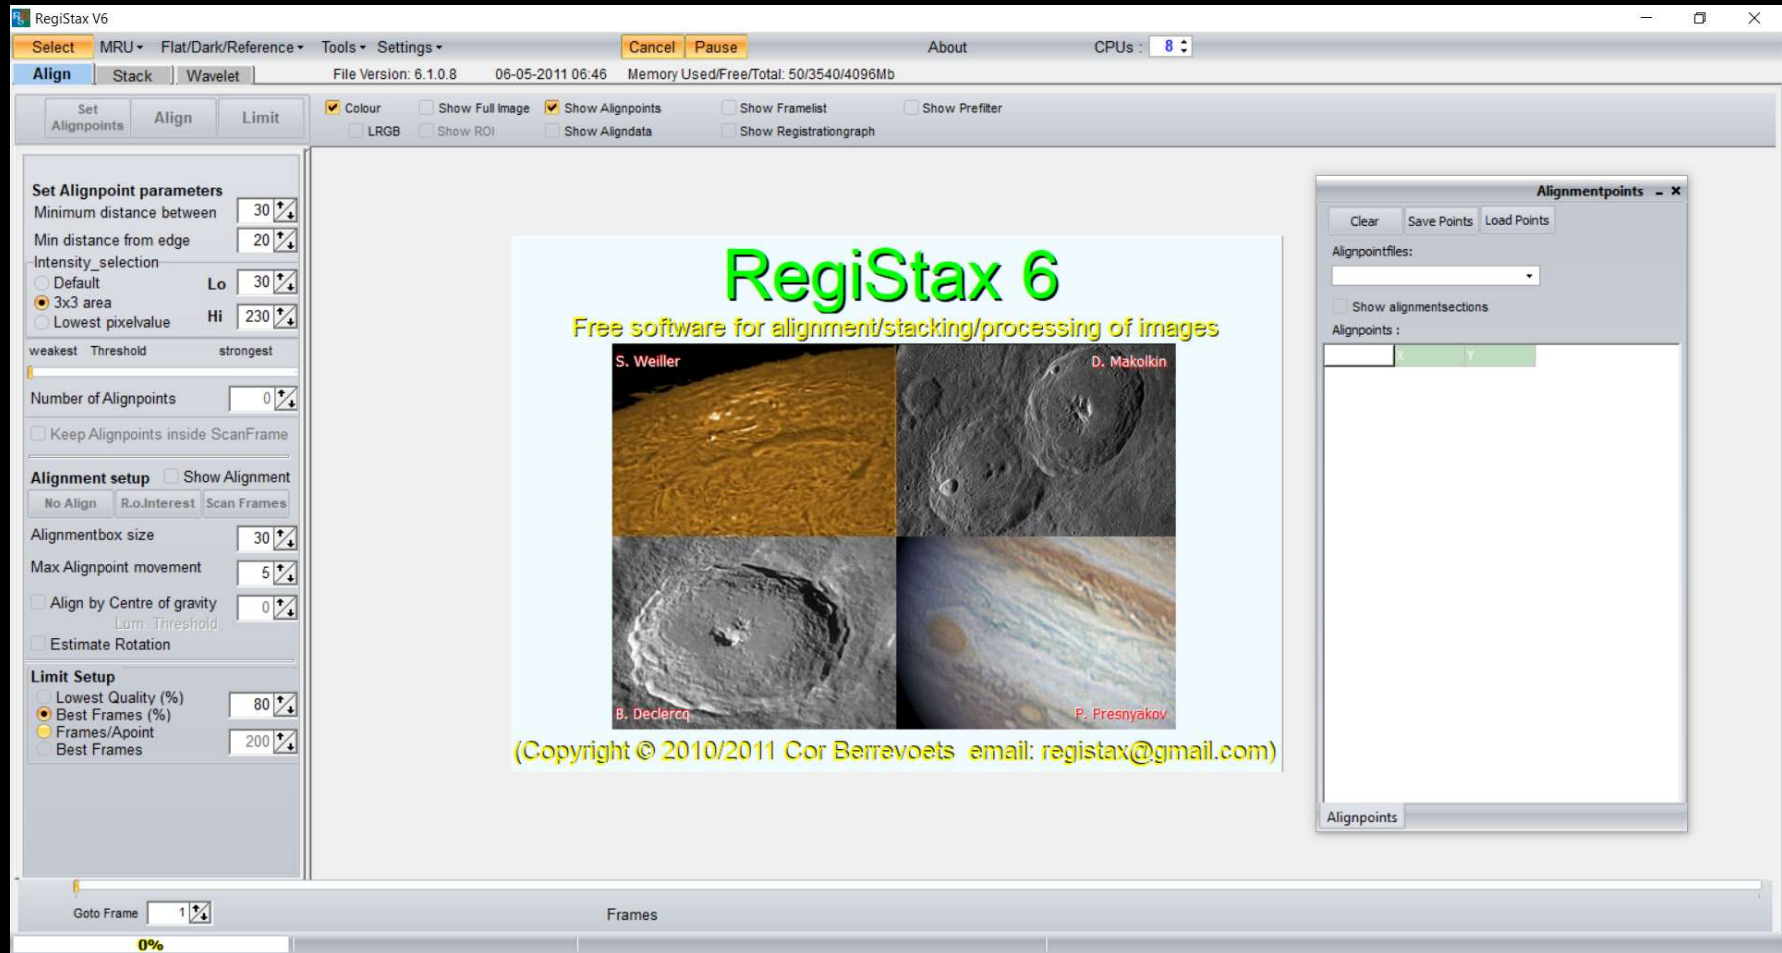 RegiStax V6
Select MRU Flat/Dark/Reference Tools Settings Cancel Pause About CPUs : 8
Align Stack Wavelet File Version: 6.1.0.8 06-05-2011 06:46 Memory Used/Free/Total: 50/3540/4096Mb
Set Alignpoints Align Limit
Colour Show Full Image Show Alignpoints Show Framelist Show Prefilter
LRGB Show ROI Show Aligndata Show Registrationgraph
Set Alignpoint parameters
Minimum distance between 30
Min distance from edge 20
Intensity_selection
Default Lo 30
3x3 area
Lowest pixelvalue Hi 230
weakest Threshold strongest
Number of Alignpoints 0
Keep Alignpoints inside ScanFrame
Alignment setup Show Alignment
No Align R.o.Interest Scan Frames
Alignmentbox size 30
Max Alignpoint movement 5
Align by Centre of gravity 0
Lum. Threshold
Estimate Rotation
Limit Setup
Lowest Quality (%)
Best Frames (%) 80
Frames/Apoint
Best Frames 200
RegiStax 6
Free software for alignment/stacking/processing of images
S. Weiller D. Makolkin
B. Declercq P. Presnyakov
(Copyright © 2010/2011 Cor Berrevoets email: registax@gmail.com)
Alignmentpoints
Clear Save Points Load Points
Alignpointfiles:
Show alignmentsections
Alignpoints :
X Y
Alignpoints
Goto Frame 1 Frames
0%